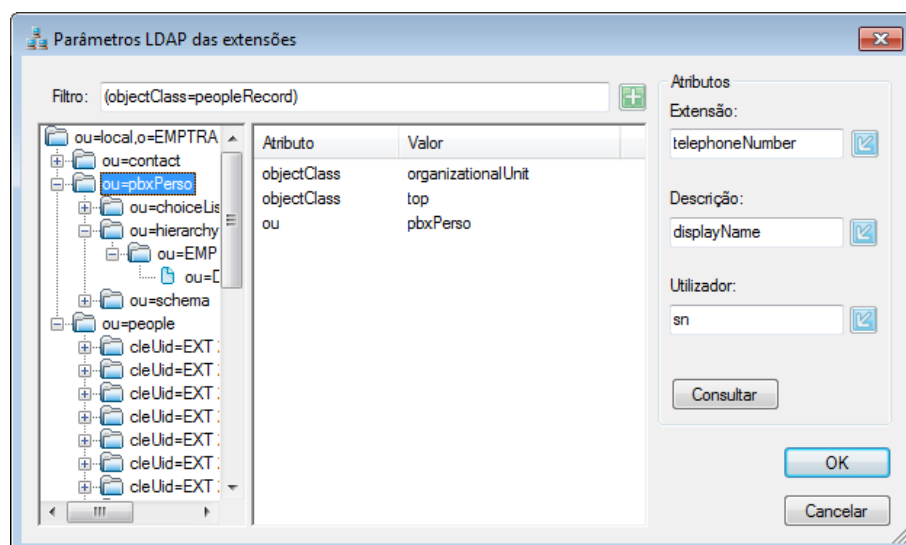 Parâmetros LDAP das extensões
Filtro: (objectClass=peopleRecord)
ou=local,o=EMPTRA
ou=contact
ou=pbxPerso
ou=choiceLis
ou=hierarchy
ou=EMP
ou=
ou=schema
ou=people
cleUid=EXT
cleUid=EXT
cleUid=EXT
cleUid=EXT
cleUid=EXT
cleUid=EXT
cleUid=EXT
Atributo Valor
objectClass organizationalUnit
objectClass top
ou pbxPerso
Atributos
Extensão:
telephoneNumber
Descrição:
displayName
Utilizador:
sn
Consultar
OK
Cancelar